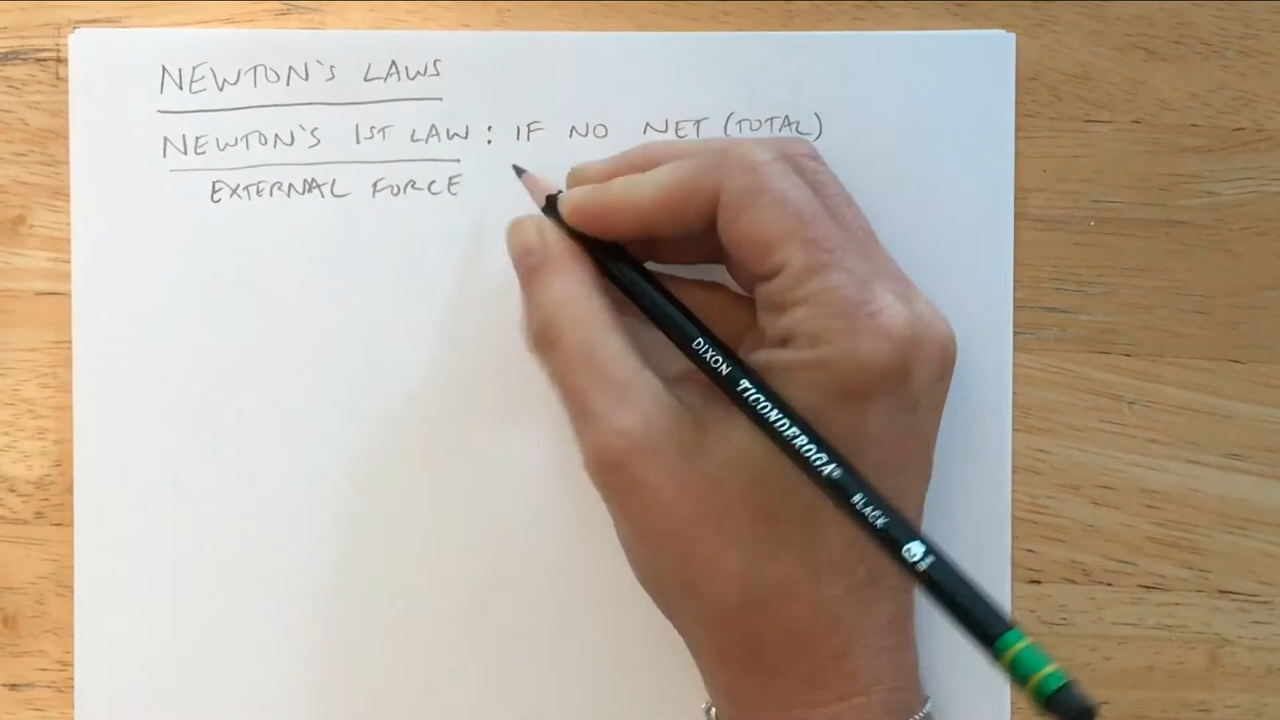 NEWTON'S LAWS
NEWTON'S 1ST LAW : IF NO NET (TOTAL)
EXTERNAL FORCE
DIXON TICONDEROGA® BLACK